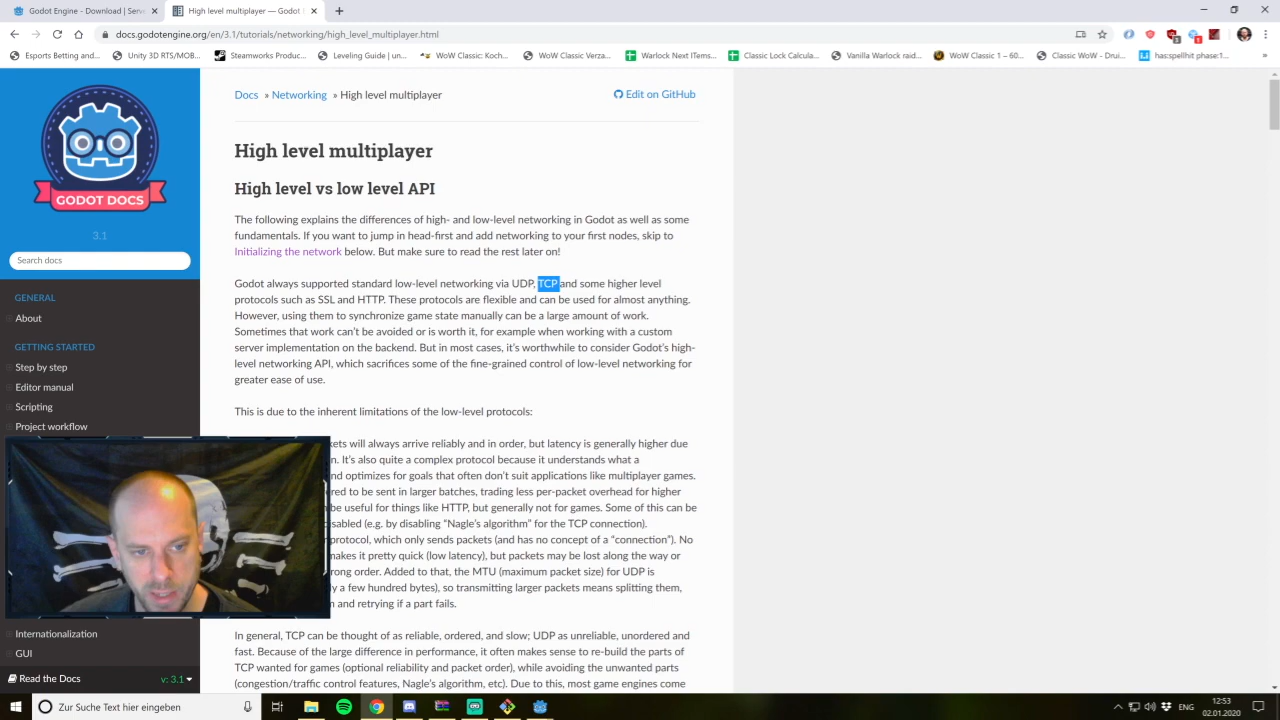 Godot Engine - Download | Serv
High level multiplayer — Godot
docs.godotengine.org/en/3.1/tutorials/networking/high_level_multiplayer.html
Esports Betting and...
Unity 3D RTS/MOB...
Steamworks Produc...
Leveling Guide | un...
WoW Classic: Koch...
WoW Classic Verza...
Warlock Next ITems...
Classic Lock Calcula...
Vanilla Warlock raid...
WoW Classic 1 – 60...
Classic WoW - Drui...
has:spellhit phase:1...
GODOT DOCS
3.1
Search docs
GENERAL
About
GETTING STARTED
Step by step
Editor manual
Scripting
Project workflow
Internationalization
GUI
Read the Docs
v: 3.1
Docs » Networking » High level multiplayer
Edit on GitHub
High level multiplayer
High level vs low level API
The following explains the differences of high- and low-level networking in Godot as well as some
fundamentals. If you want to jump in head-first and add networking to your first nodes, skip to
Initializing the network below. But make sure to read the rest later on!
Godot always supported standard low-level networking via UDP, TCP and some higher level
protocols such as SSL and HTTP. These protocols are flexible and can be used for almost anything.
However, using them to synchronize game state manually can be a large amount of work.
Sometimes that work can't be avoided or is worth it, for example when working with a custom
server implementation on the backend. But in most cases, it's worthwhile to consider Godot's high-
level networking API, which sacrifices some of the fine-grained control of low-level networking for
greater ease of use.
This is due to the inherent limitations of the low-level protocols:
kets will always arrive reliably and in order, but latency is generally higher due
n. It's also quite a complex protocol because it understands what a
nd optimizes for goals that often don't suit applications like multiplayer games.
ered to be sent in larger batches, trading less per-packet overhead for higher
n be useful for things like HTTP, but generally not for games. Some of this can be
sabled (e.g. by disabling "Nagle's algorithm" for the TCP connection).
protocol, which only sends packets (and has no concept of a "connection"). No
nakes it pretty quick (low latency), but packets may be lost along the way or
rong order. Added to that, the MTU (maximum packet size) for UDP is
y a few hundred bytes), so transmitting larger packets means splitting them,
m and retrying if a part fails.
In general, TCP can be thought of as reliable, ordered, and slow; UDP as unreliable, unordered and
fast. Because of the large difference in performance, it often makes sense to re-build the parts of
TCP wanted for games (optional reliability and packet order), while avoiding the unwanted parts
(congestion/traffic control features, Nagle's algorithm, etc). Due to this, most game engines come
Zur Suche Text hier eingeben
12:53
02.01.2020